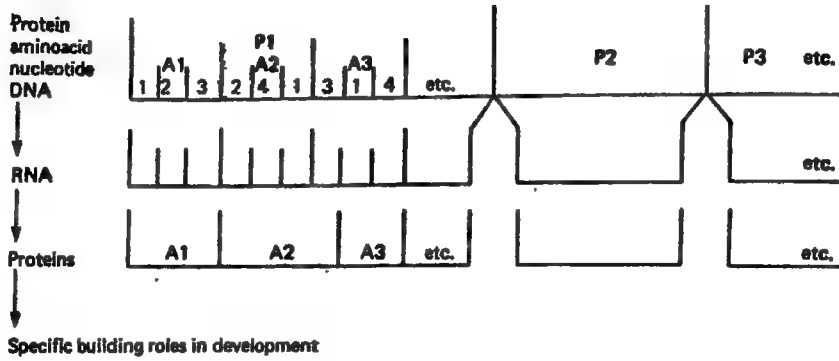 Protein
aminoacid
nucleotide
DNA
P1
A1 A2 A3
1 2 3 2 4 1 3 1 4 etc.
P2
P3 etc.
RNA
etc.
Proteins
A1 A2 A3 etc.
etc.
Specific building roles in development